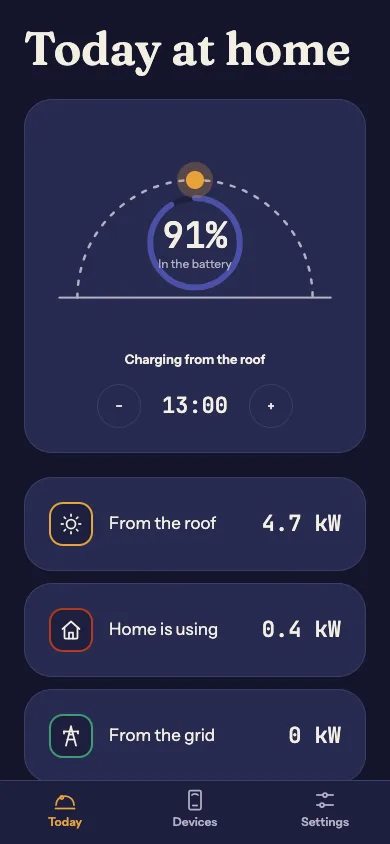 Today at home
91%
In the battery
Charging from the roof
- 13:00 +
From the roof 4.7 kW
Home is using 0.4 kW
From the grid 0 kW
Today Devices Settings